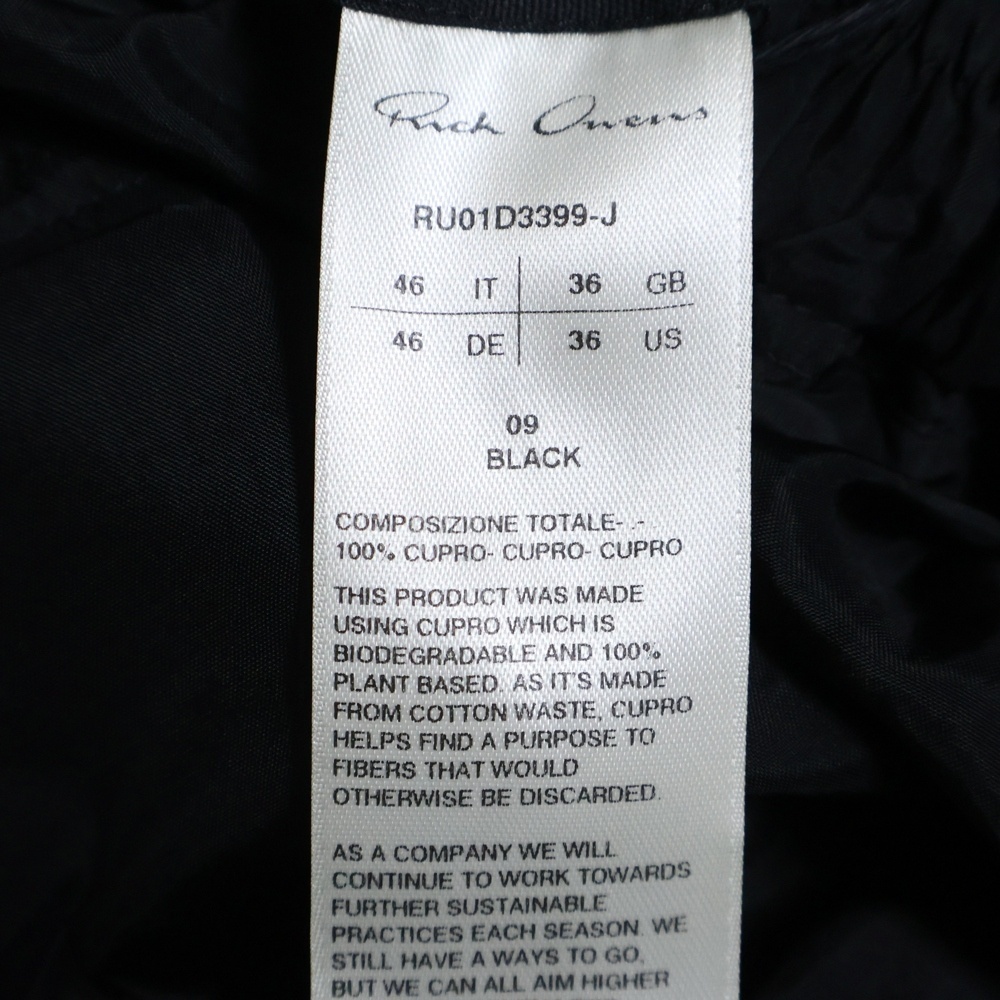 Rick Owens
RU01D3399-J
46 IT 36 GB
46 DE 36 US
09
BLACK
COMPOSIZIONE TOTALE- .-
100% CUPRO- CUPRO- CUPRO
THIS PRODUCT WAS MADE
USING CUPRO WHICH IS
BIODEGRADABLE AND 100%
PLANT BASED. AS IT'S MADE
FROM COTTON WASTE, CUPRO
HELPS FIND A PURPOSE TO
FIBERS THAT WOULD
OTHERWISE BE DISCARDED.
AS A COMPANY WE WILL
CONTINUE TO WORK TOWARDS
FURTHER SUSTAINABLE
PRACTICES EACH SEASON. WE
STILL HAVE A WAYS TO GO,
BUT WE CAN ALL AIM HIGHER